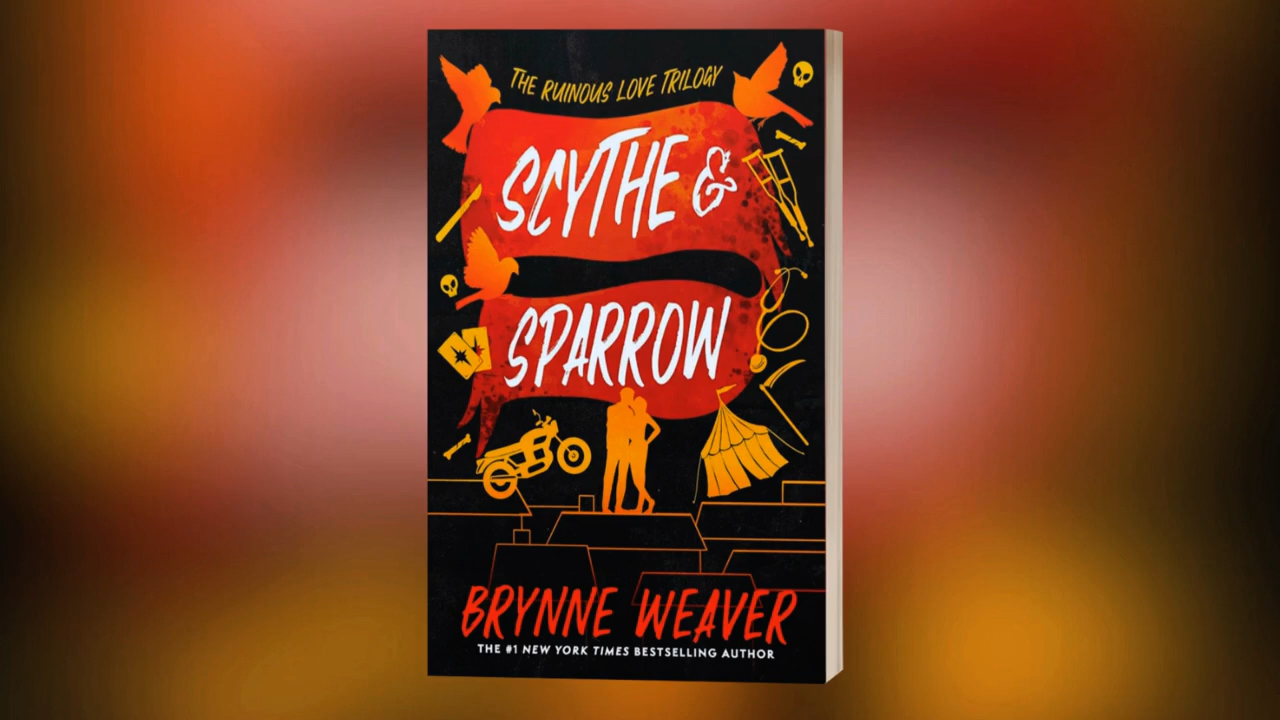 THE RUINOUS LOVE TRILOGY
SCYTHE &
SPARROW
BRYNNE WEAVER
THE #1 NEW YORK TIMES BESTSELLING AUTHOR